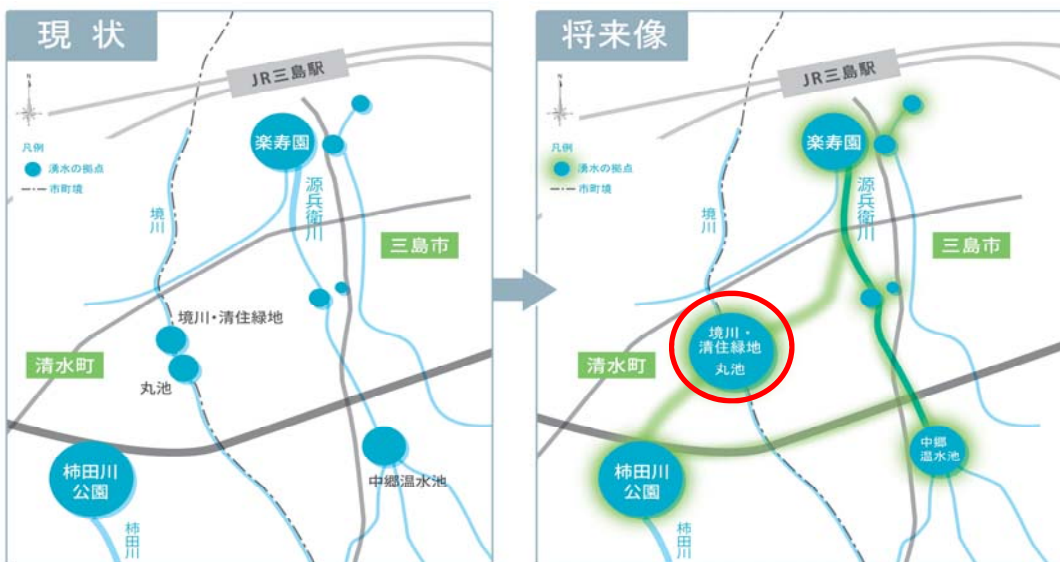 現 状
JR三島駅
N
楽寿園
凡例
湧水の拠点
市町境
境川
源兵衛川
三島市
境川・清住緑地
清水町
丸池
柿田川
公園
中郷温水池
柿田川
将来像
JR三島駅
N
楽寿園
凡例
湧水の拠点
市町境
境川
源兵衛川
三島市
境川・
清住緑地
丸池
清水町
中郷
温水池
柿田川
公園
柿田川